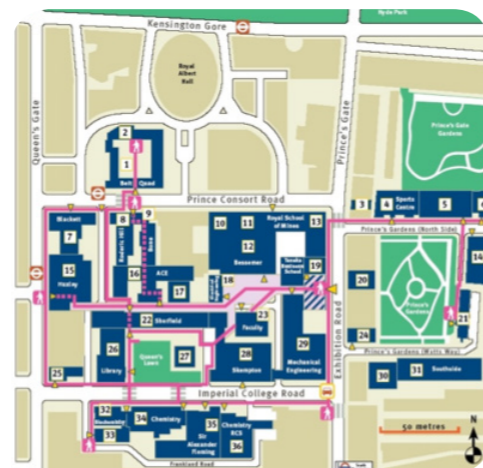 Hyde Park
Kensington Gore
Royal
Albert
Hall
Queen's Gate
Prince's Gate
Prince's Gate
Gardens
2
1
Beit Quad
Prince Consort Road
3
4
Sports
Centre
5
6
Blackett
7
8
9
Roderic Hill
Bone
10
11
12
Bessemer
Royal School
of Mines
13
Prince's Gardens (North Side)
14
15
Huxley
16
ACE
17
18
19
Tanaka
Business
School
20
Prince's
Gardens
21
22
Sherfield
23
Faculty
24
Prince's Gardens (Watts Way)
25
26
Library
Queen's
Lawn
27
28
Skempton
29
Mechanical
Engineering
Exhibition Road
30
31
Southside
Imperial College Road
32
33
34
Chemistry
35
Sir
Alexander
Fleming
Chemistry
RCS
36
Frankland Road
50 metres
N